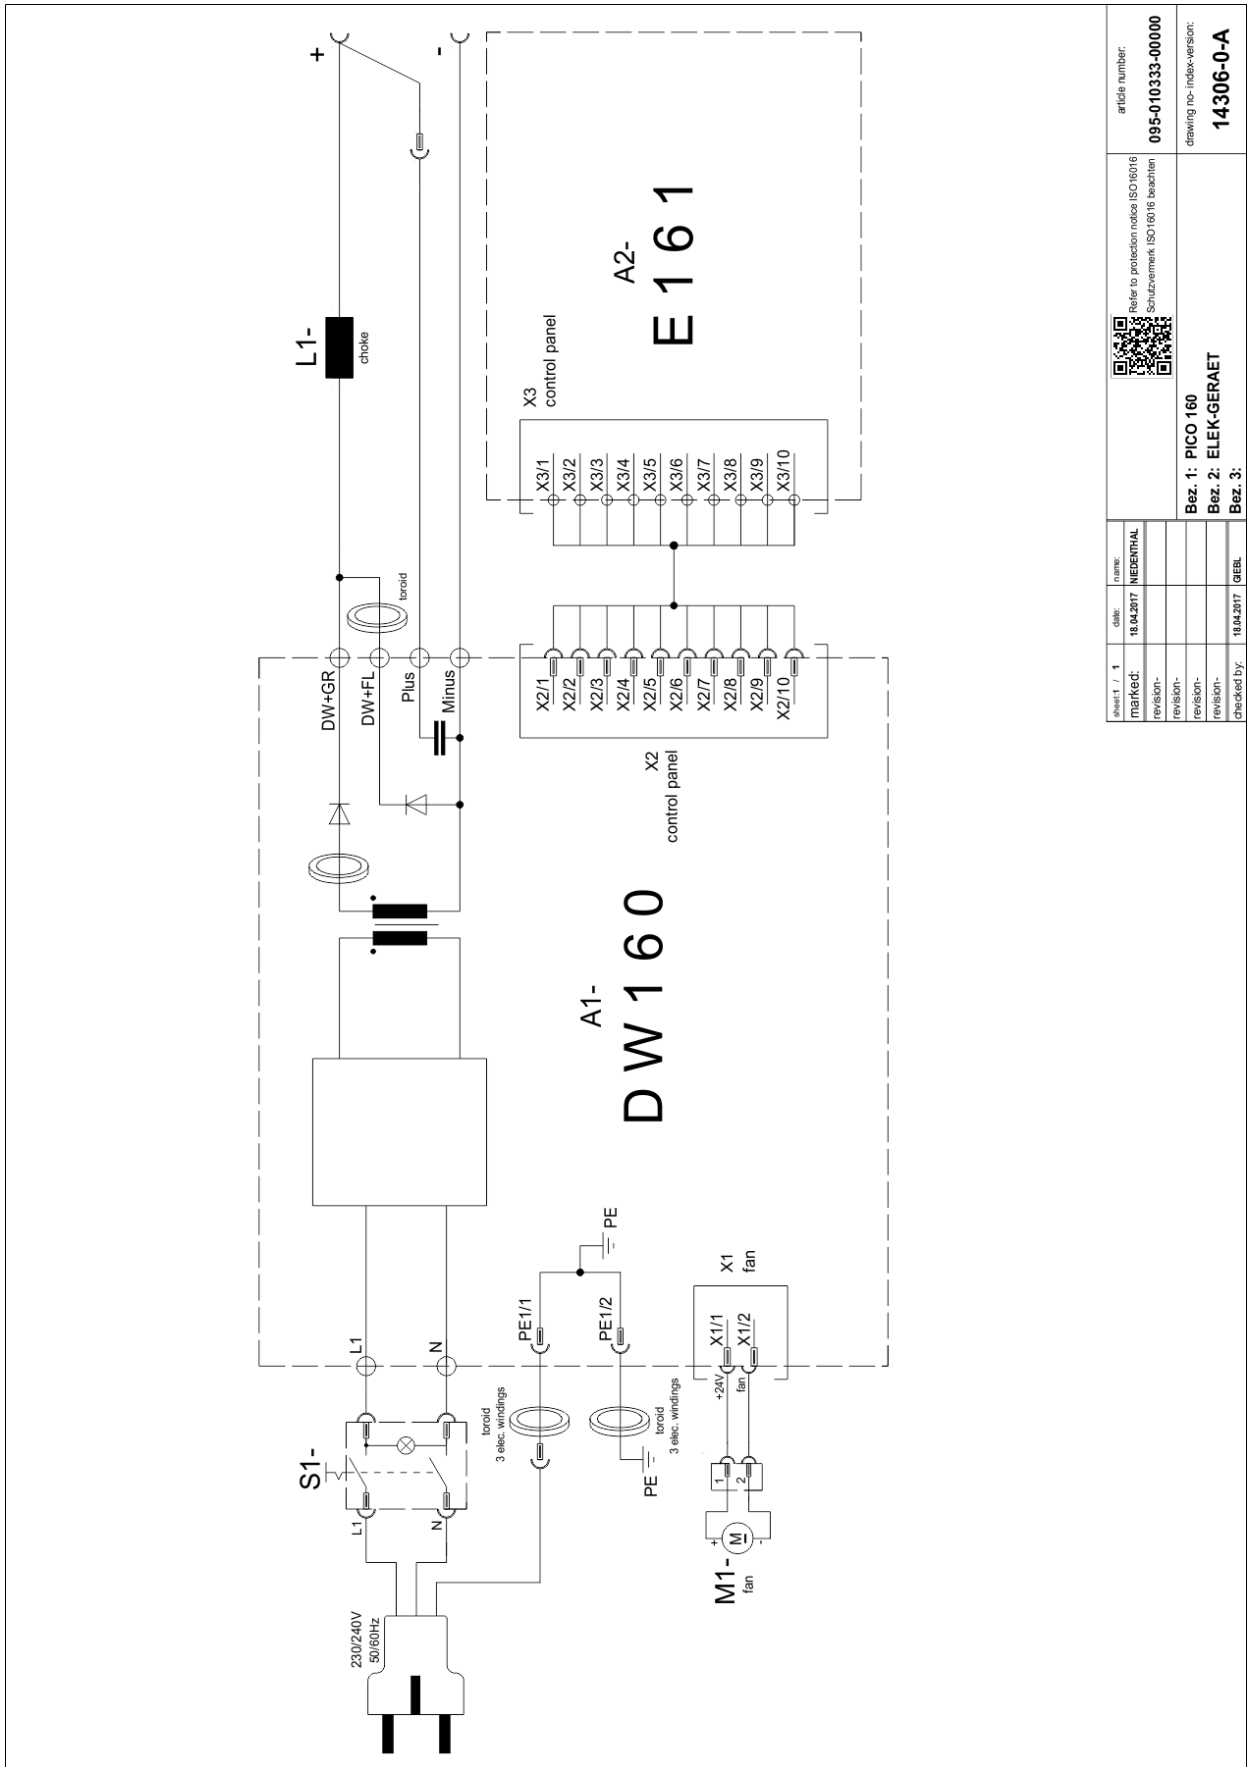 230/240V
50/60Hz
S1-
L1
N
L1
N
toroid
3 elec. windings
PE1/1
PE1/2
PE
PE
toroid
3 elec. windings
M1-
fan
+
M
-
1
2
+24V
fan
X1/1
X1/2
X1
fan
A1-
DW160
DW+GR
DW+FL
Plus
Minus
toroid
L1-
choke
+
-
X2
control panel
X2/1
X2/2
X2/3
X2/4
X2/5
X2/6
X2/7
X2/8
X2/9
X2/10
X3/1
X3/2
X3/3
X3/4
X3/5
X3/6
X3/7
X3/8
X3/9
X3/10
X3
control panel
A2-
E161
sheet:1 / 1
date:
name:
marked:
18.04.2017
NIEDENTHAL
revision-
revision-
revision-
revision-
checked by:
18.04.2017
GIEBL
Refer to protection notice ISO16016
Schutzvermerk ISO16016 beachten
Bez. 1: PICO 160
Bez. 2: ELEK-GERAET
Bez. 3:
article number:
095-010333-00000
drawing no- index-version:
14306-0-A